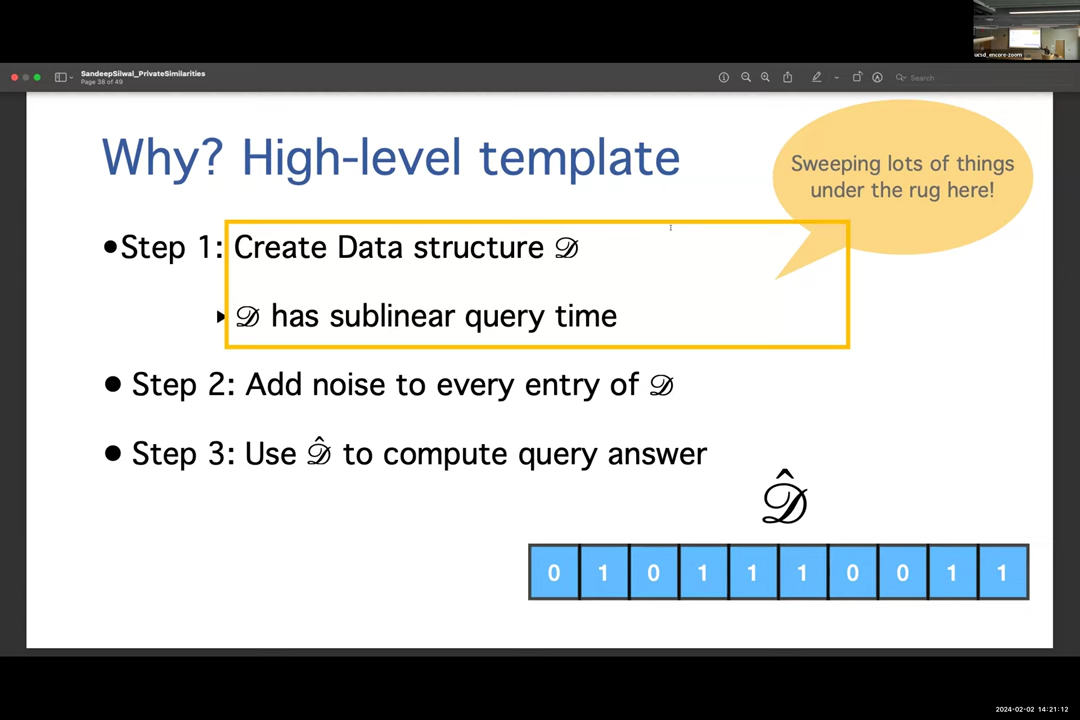 ucsd_encore-zoom
SandeepSilwal_PrivateSimilarities
Page 38 of 49
Search
Why? High-level template
Sweeping lots of things
under the rug here!
•Step 1: Create Data structure 𝒟
▸ 𝒟 has sublinear query time
• Step 2: Add noise to every entry of 𝒟
• Step 3: Use 𝒟̂ to compute query answer
𝒟̂
0 1 0 1 1 1 0 0 1 1
2024-02-02 14:21:12